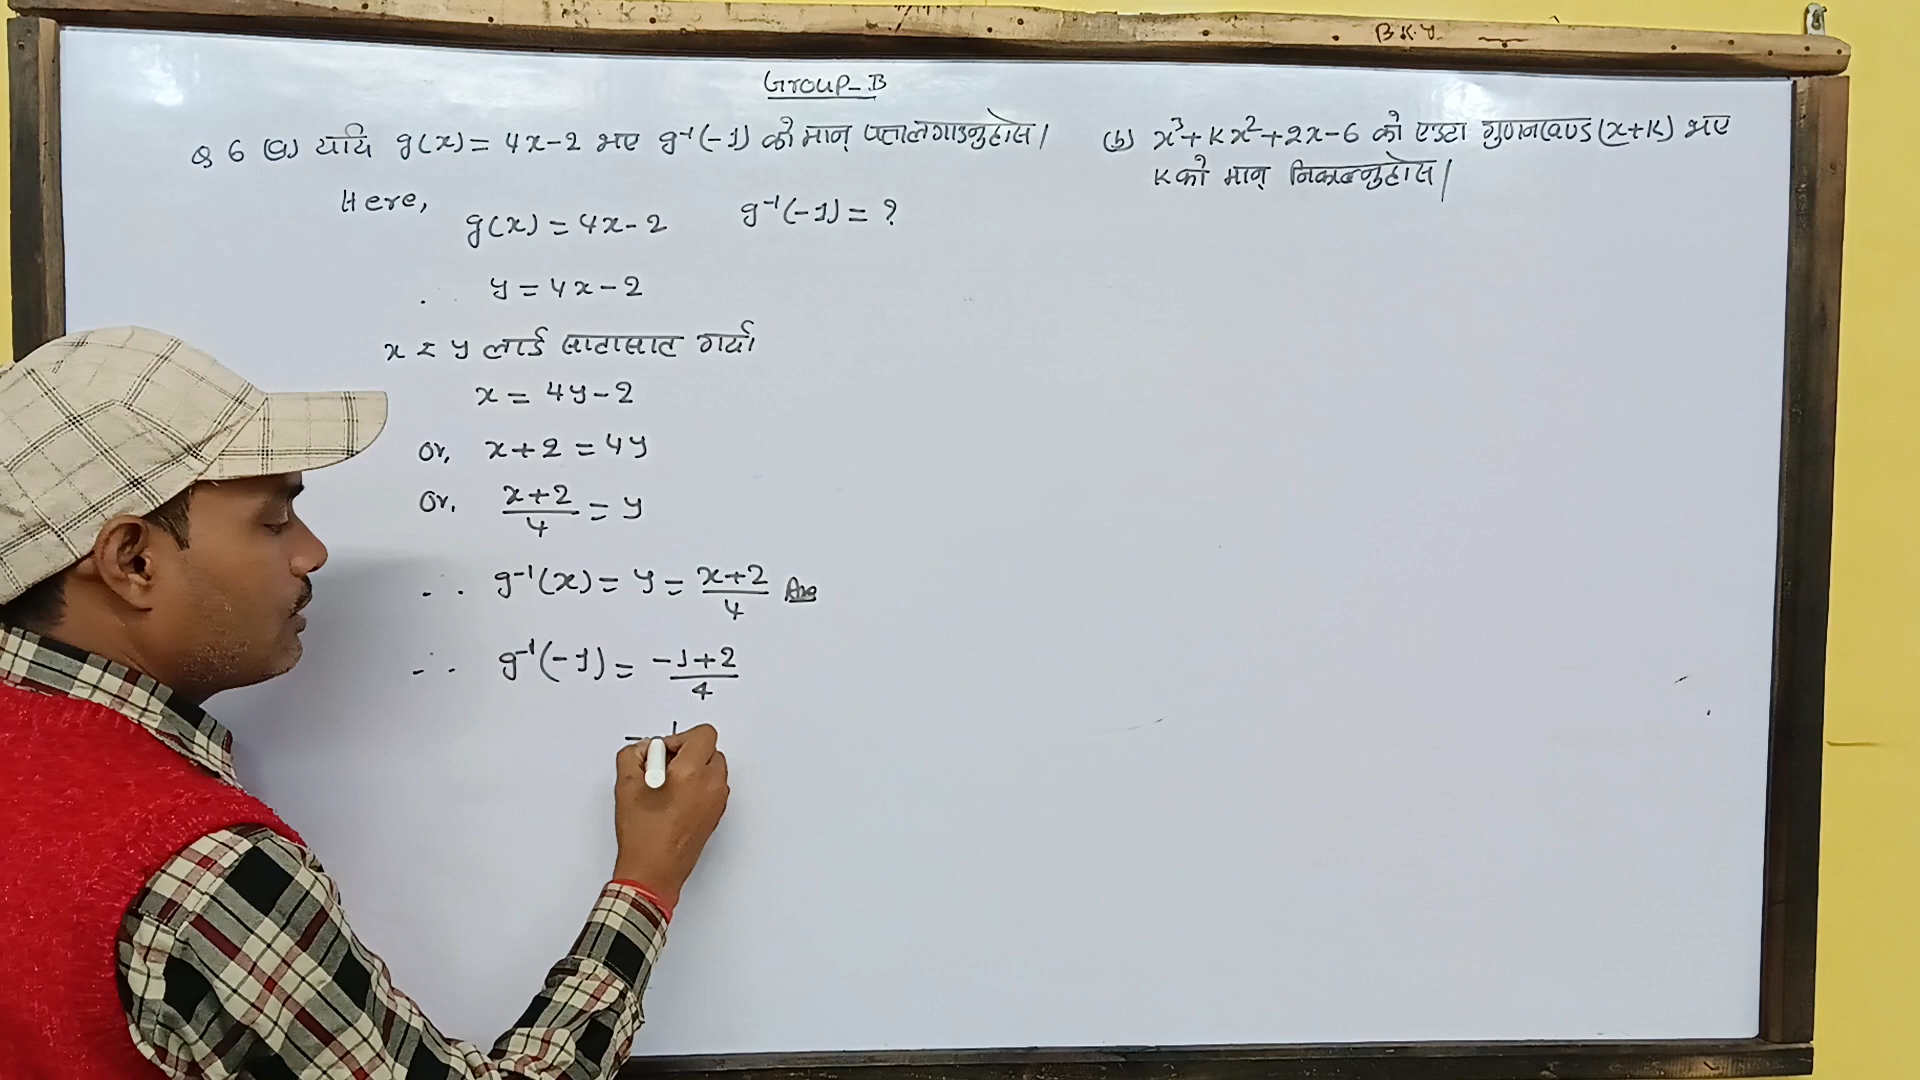 B.K.Y
Group-B
Q 6 (a) यदि g(x) = 4x-2 भए g⁻¹(-1) को मान् पत्तालगाउनुहोस।
Here,
g(x) = 4x-2 g⁻¹(-1) = ?
y = 4x-2
x र y लाई साटासाट गर्दा
x = 4y-2
or, x+2 = 4y
or, (x+2)/4 = y
∴ g⁻¹(x) = y = (x+2)/4 Ans
∴ g⁻¹(-1) = (-1+2)/4
= 1
(b) x³+kx²+2x-6 को एउटा गुणनखण्ड (x+k) भए
k को मान् निकाल्नुहोस।